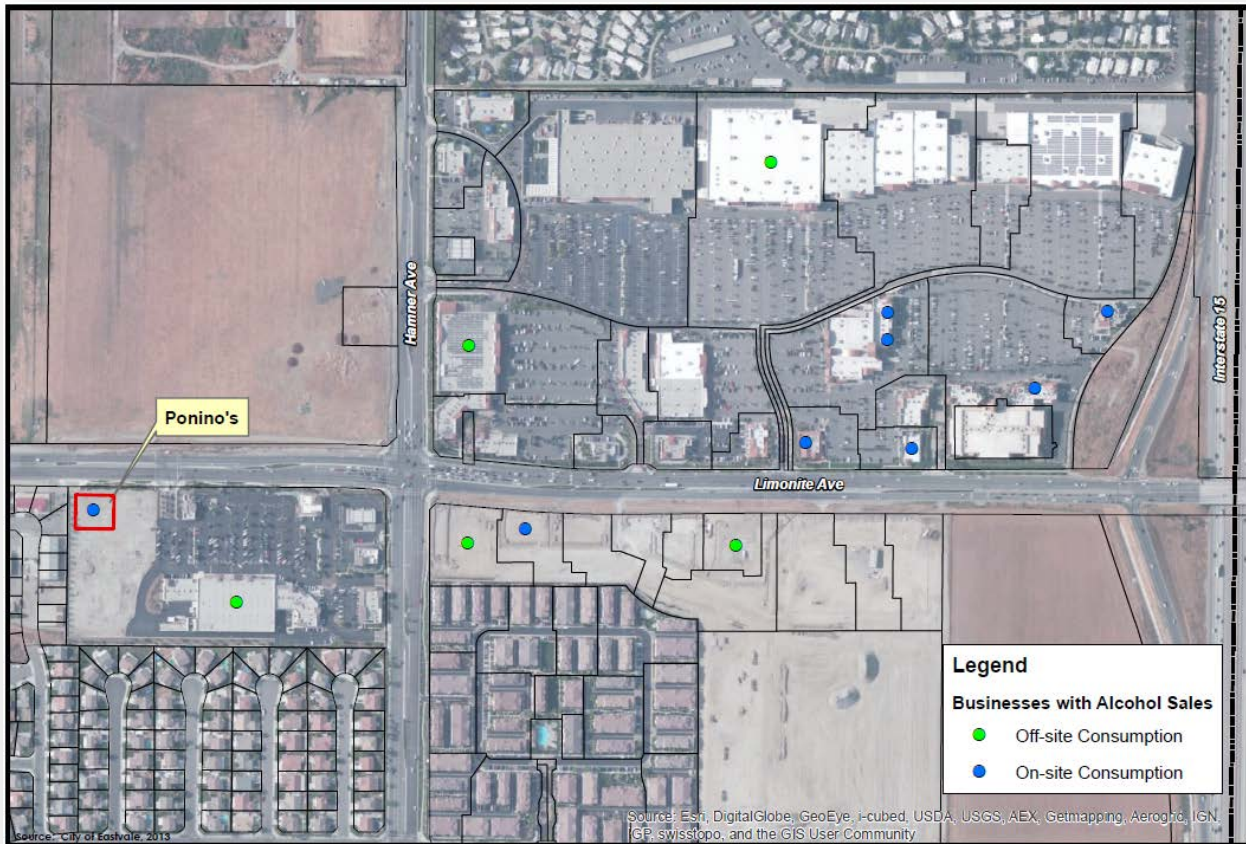 Hamner Ave
Interstate 15
Ponino's
Limonite Ave
Legend
Businesses with Alcohol Sales
Off-site Consumption
On-site Consumption
Source: Esri, DigitalGlobe, GeoEye, i-cubed, USDA, USGS, AEX, Getmapping, Aerogrid, IGN,
IGP, swisstopo, and the GIS User Community
Source: City of Eastvale, 2013